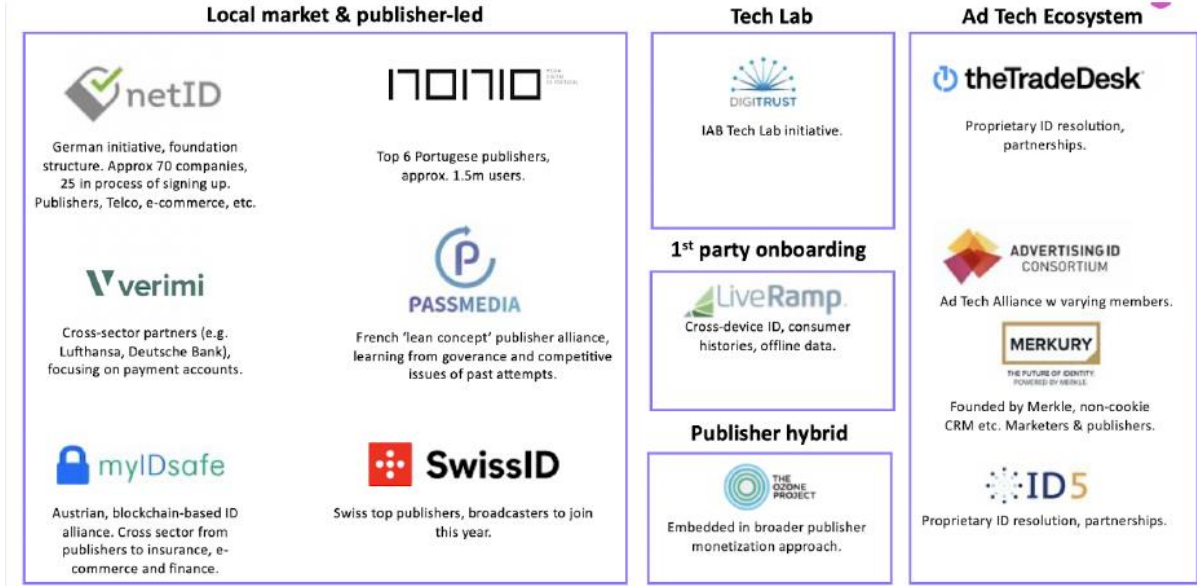 Local market & publisher-led
netID
German initiative, foundation
structure. Approx 70 companies,
25 in process of signing up.
Publishers, Telco, e-commerce, etc.
nonio
Top 6 Portugese publishers,
approx. 1.5m users.
verimi
Cross-sector partners (e.g.
Lufthansa, Deutsche Bank),
focusing on payment accounts.
PASSMEDIA
French 'lean concept' publisher alliance,
learning from goverance and competitive
issues of past attempts.
myIDsafe
Austrian, blockchain-based ID
alliance. Cross sector from
publishers to insurance, e-
commerce and finance.
SwissID
Swiss top publishers, broadcasters to join
this year.
Tech Lab
DIGITRUST
IAB Tech Lab initiative.
1st party onboarding
LiveRamp
Cross-device ID, consumer
histories, offline data.
Publisher hybrid
THE
OZONE
PROJECT
Embedded in broader publisher
monetization approach.
Ad Tech Ecosystem
theTradeDesk
Proprietary ID resolution,
partnerships.
ADVERTISING ID
CONSORTIUM
Ad Tech Alliance w varying members.
MERKURY
THE FUTURE OF IDENTITY.
POWERED BY MERKLE.
Founded by Merkle, non-cookie
CRM etc. Marketers & publishers.
ID5
Proprietary ID resolution, partnerships.